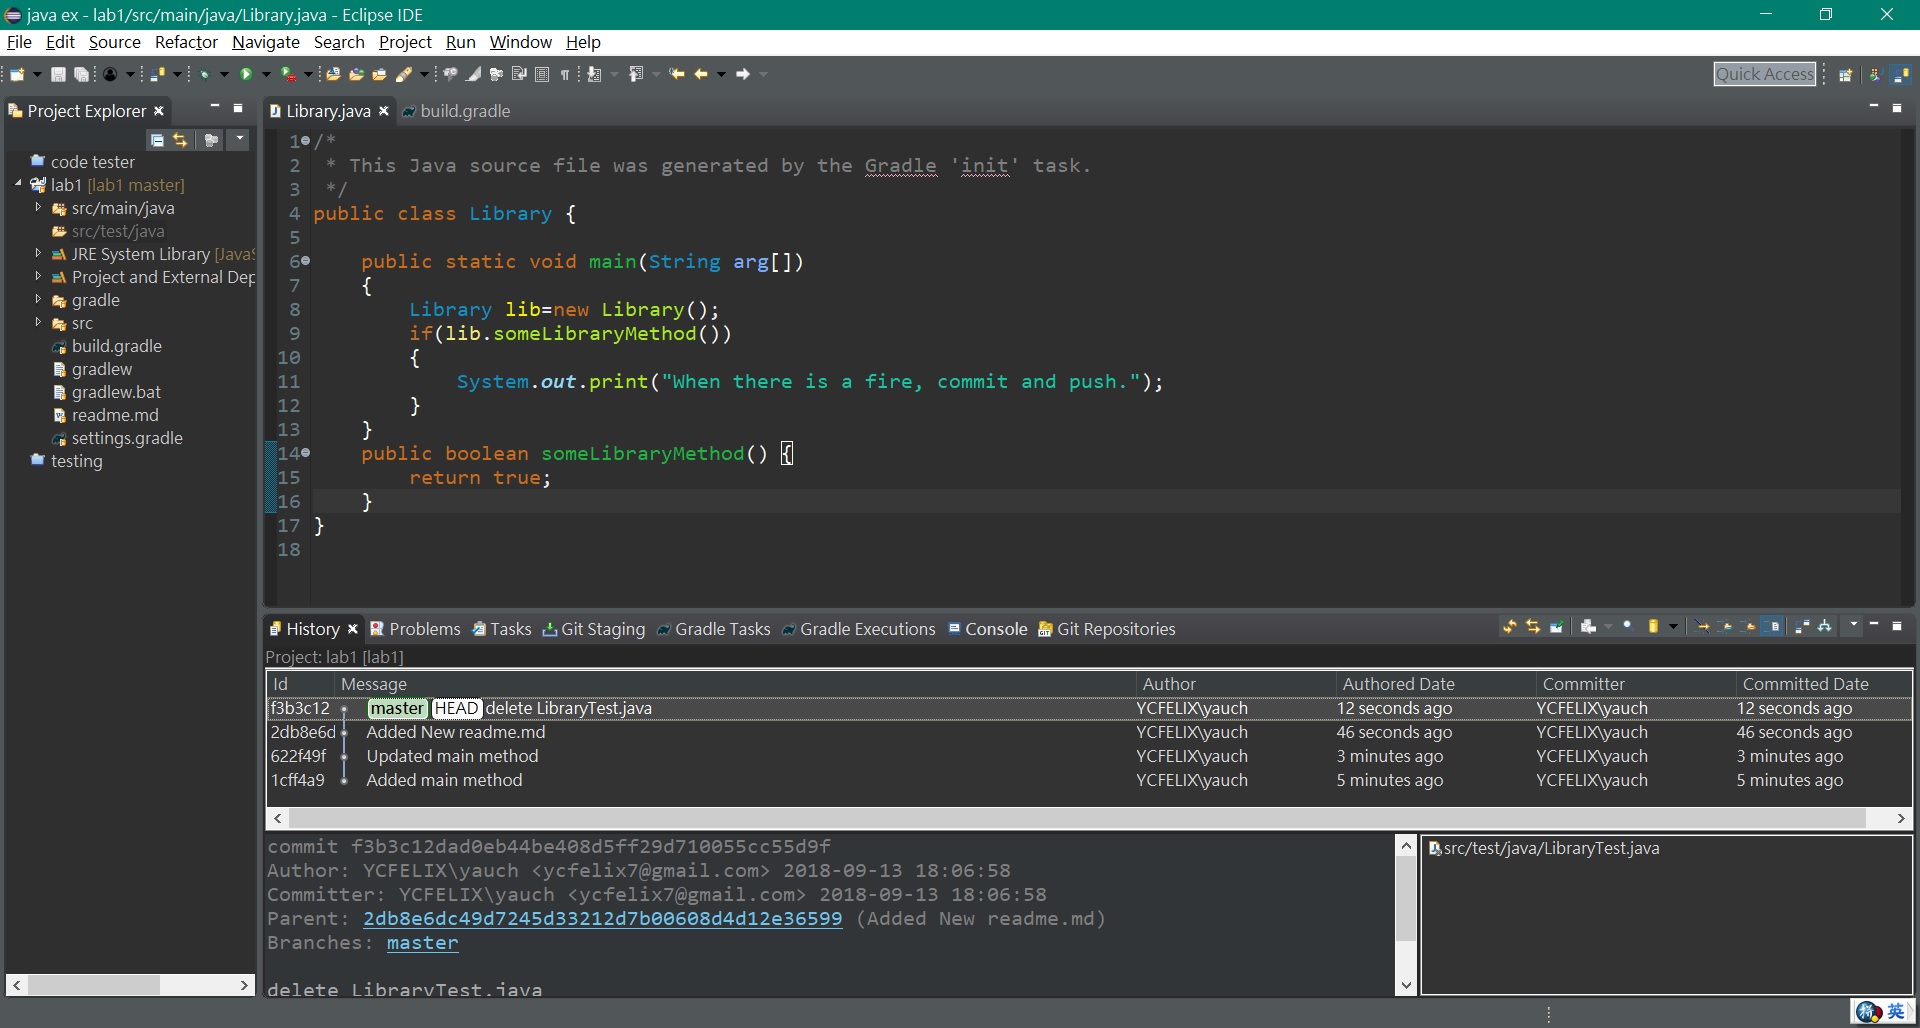 java ex - lab1/src/main/java/Library.java - Eclipse IDE
File Edit Source Refactor Navigate Search Project Run Window Help
Quick Access
Project Explorer
code tester
lab1 [lab1 master]
src/main/java
src/test/java
JRE System Library [JavaS
Project and External Dep
gradle
src
build.gradle
gradlew
gradlew.bat
readme.md
settings.gradle
testing
Library.java build.gradle
1 /*
2  * This Java source file was generated by the Gradle 'init' task.
3  */
4 public class Library {
5
6     public static void main(String arg[])
7     {
8         Library lib=new Library();
9         if(lib.someLibraryMethod())
10         {
11             System.out.print("When there is a fire, commit and push.");
12         }
13     }
14     public boolean someLibraryMethod() {
15         return true;
16     }
17 }
18
History Problems Tasks Git Staging Gradle Tasks Gradle Executions Console Git Repositories
Project: lab1 [lab1]
Id Message Author Authored Date Committer Committed Date
f3b3c12 master HEAD delete LibraryTest.java YCFELIX\yauch 12 seconds ago YCFELIX\yauch 12 seconds ago
2db8e6d Added New readme.md YCFELIX\yauch 46 seconds ago YCFELIX\yauch 46 seconds ago
622f49f Updated main method YCFELIX\yauch 3 minutes ago YCFELIX\yauch 3 minutes ago
1cff4a9 Added main method YCFELIX\yauch 5 minutes ago YCFELIX\yauch 5 minutes ago
commit f3b3c12dad0eb44be408d5ff29d710055cc55d9f
Author: YCFELIX\yauch <ycfelix7@gmail.com> 2018-09-13 18:06:58
Committer: YCFELIX\yauch <ycfelix7@gmail.com> 2018-09-13 18:06:58
Parent: 2db8e6dc49d7245d33212d7b00608d4d12e36599 (Added New readme.md)
Branches: master
delete LibraryTest.java
src/test/java/LibraryTest.java
英